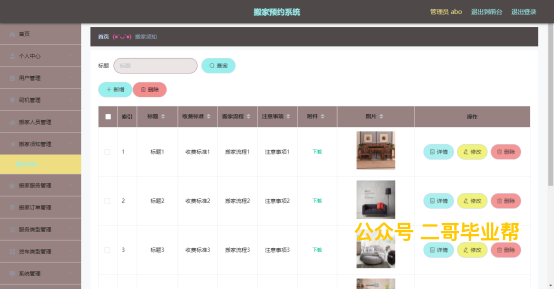 搬家预约系统
管理员 abo 退出到前台 退出登录
首页
个人中心
用户管理
司机管理
搬家人员管理
搬家须知管理
搬家服务管理
搬家订单管理
服务类型管理
货车类型管理
系统管理
首页 (●'◡'●) 搬家须知
标题 标题 查询
新增 删除
索引 标题 收费标准 搬家流程 注意事项 附件 图片 操作
1 标题1 收费标准1 搬家流程1 注意事项1 下载 详情 修改 删除
2 标题2 收费标准2 搬家流程2 注意事项2 下载 详情 修改 删除
3 标题3 收费标准3 搬家流程3 注意事项3 下载 详情 修改 删除
公众号 二哥毕业帮